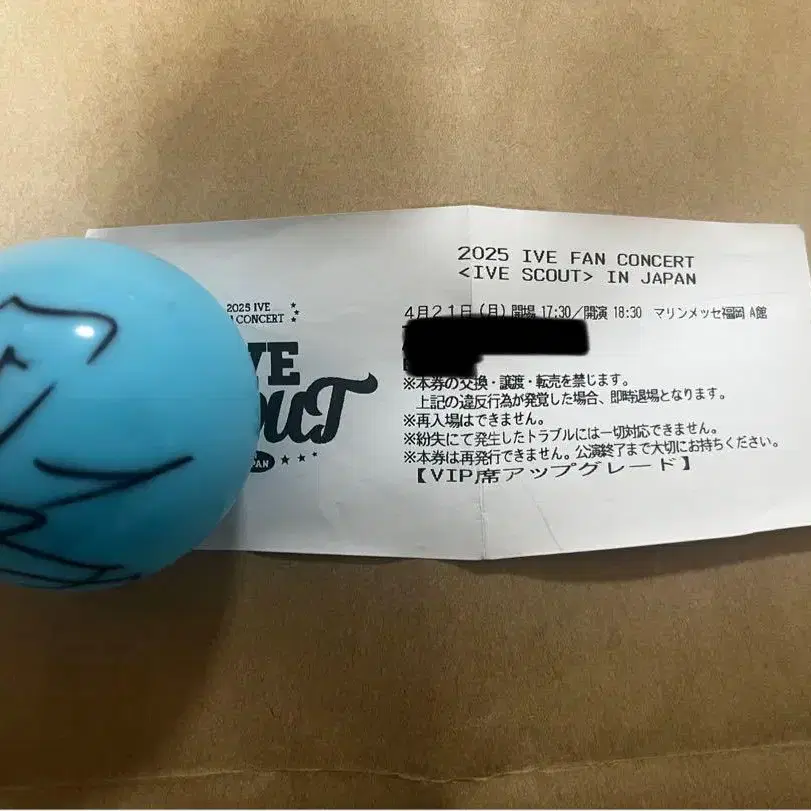 2025 IVE FAN CONCERT
<IVE SCOUT> IN JAPAN
4月21日(月)開場 17:30/開演 18:30 マリンメッセ福岡 A館
※本券の交換・譲渡・転売を禁じます。
上記の違反行為が発覚した場合、即時退場となります。
※再入場はできません。
※紛失にて発生したトラブルには一切対応できません。
※本券は再発行できません。公演終了まで大切にお持ちください。
【VIP席アップグレード】
2025 IVE
CONCERT